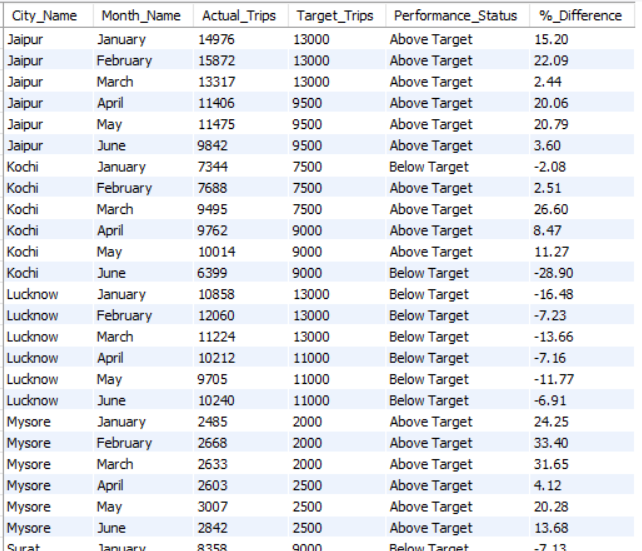 City_Name Month_Name Actual_Trips Target_Trips Performance_Status %_Difference
Jaipur January 14976 13000 Above Target 15.20
Jaipur February 15872 13000 Above Target 22.09
Jaipur March 13317 13000 Above Target 2.44
Jaipur April 11406 9500 Above Target 20.06
Jaipur May 11475 9500 Above Target 20.79
Jaipur June 9842 9500 Above Target 3.60
Kochi January 7344 7500 Below Target -2.08
Kochi February 7688 7500 Above Target 2.51
Kochi March 9495 7500 Above Target 26.60
Kochi April 9762 9000 Above Target 8.47
Kochi May 10014 9000 Above Target 11.27
Kochi June 6399 9000 Below Target -28.90
Lucknow January 10858 13000 Below Target -16.48
Lucknow February 12060 13000 Below Target -7.23
Lucknow March 11224 13000 Below Target -13.66
Lucknow April 10212 11000 Below Target -7.16
Lucknow May 9705 11000 Below Target -11.77
Lucknow June 10240 11000 Below Target -6.91
Mysore January 2485 2000 Above Target 24.25
Mysore February 2668 2000 Above Target 33.40
Mysore March 2633 2000 Above Target 31.65
Mysore April 2603 2500 Above Target 4.12
Mysore May 3007 2500 Above Target 20.28
Mysore June 2842 2500 Above Target 13.68
Surat January 8358 9000 Below Target -7.13